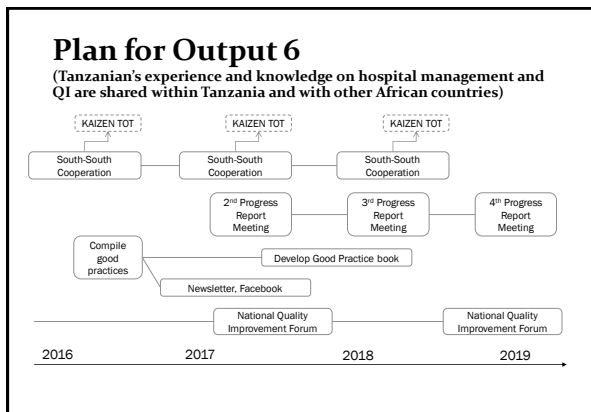 Plan for Output 6
(Tanzanian’s experience and knowledge on hospital management and
QI are shared within Tanzania and with other African countries)
KAIZEN TOT
KAIZEN TOT
KAIZEN TOT
South-South
Cooperation
South-South
Cooperation
South-South
Cooperation
2nd Progress
Report
Meeting
3rd Progress
Report
Meeting
4th Progress
Report
Meeting
Compile
good
practices
Develop Good Practice book
Newsletter, Facebook
National Quality
Improvement Forum
National Quality
Improvement Forum
2016
2017
2018
2019